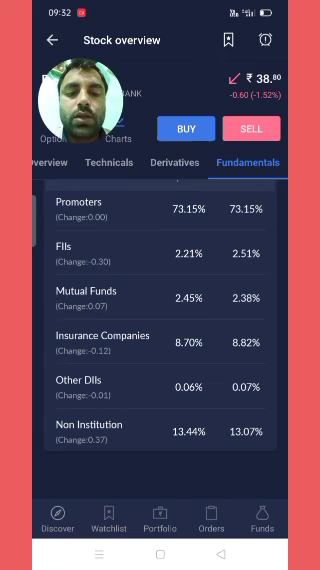 09:32
Stock overview
₹ 38.80
BANK
-0.60 (-1.52%)
Option
Charts
BUY
SELL
verview
Technicals
Derivatives
Fundamentals
Promoters
(Change:0.00)
73.15%
73.15%
FIIs
(Change:-0.30)
2.21%
2.51%
Mutual Funds
(Change:0.07)
2.45%
2.38%
Insurance Companies
(Change:-0.12)
8.70%
8.82%
Other DIIs
(Change:-0.01)
0.06%
0.07%
Non Institution
(Change:0.37)
13.44%
13.07%
Discover
Watchlist
Portfolio
Orders
Funds